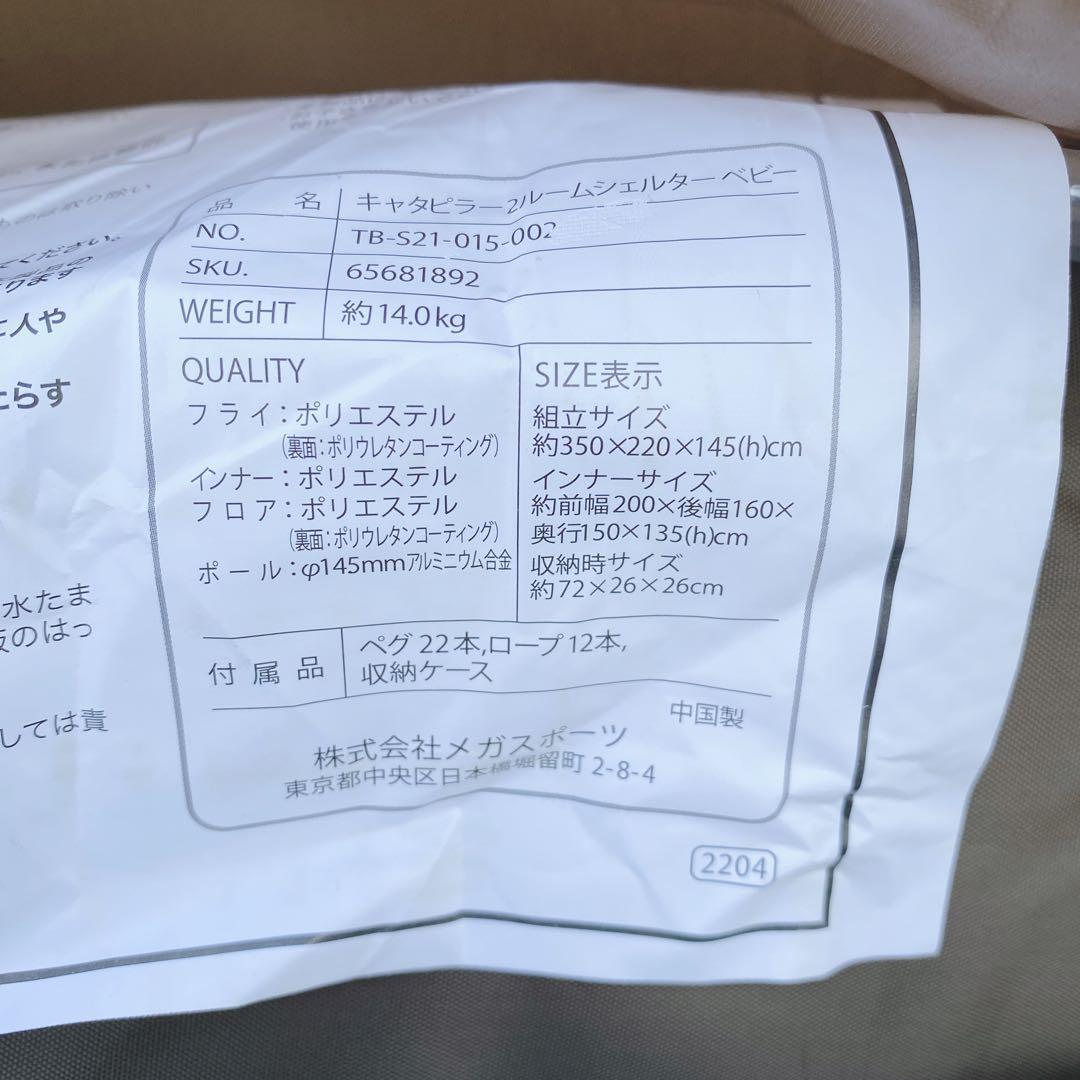 め取り除い
ください。
ります
に人や
こらす
水たま
板のはっ
しては責
品 名 キャタピラー2ルームシェルター ベビー
NO. TB-S21-015-002
SKU. 65681892
WEIGHT 約14.0kg
QUALITY
フライ：ポリエステル
（裏面：ポリウレタンコーティング）
インナー：ポリエステル
フロア：ポリエステル
（裏面：ポリウレタンコーティング）
ポール：φ145mmアルミニウム合金
SIZE表示
組立サイズ
約350×220×145(h)cm
インナーサイズ
約前幅200×後幅160×
奥行150×135(h)cm
収納時サイズ
約72×26×26cm
付属品 ペグ 22本,ロープ 12本,
収納ケース
中国製
株式会社メガスポーツ
東京都中央区日本橋堀留町 2-8-4
2204